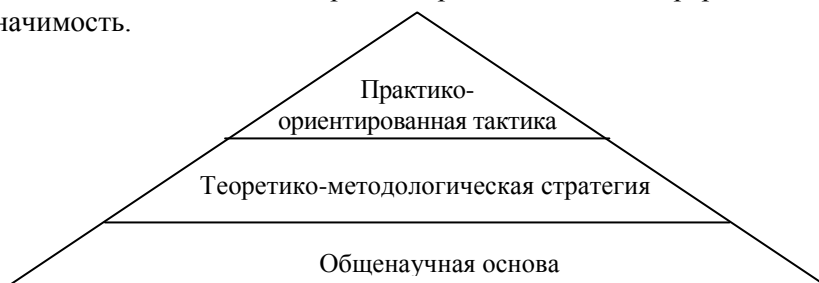 начимость.
Практико-
ориентированная тактика
Теоретико-методологическая стратегия
Общенаучная основа